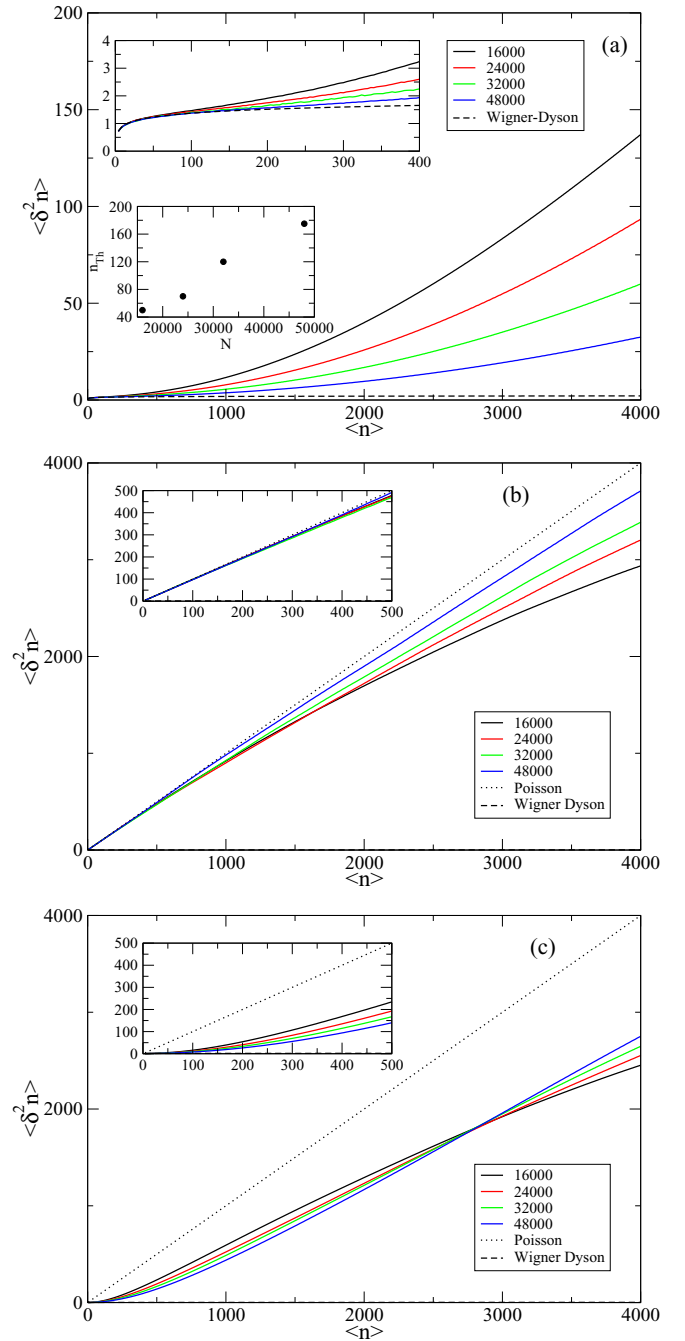 200
150
100
50
0
<δ²n>
0 1000 2000 3000 4000
<n>
(a)
16000
24000
32000
48000
Wigner-Dyson
4
3
2
1
0
0 100 200 300 400
200
160
120
80
40
n_Th
20000 30000 40000 50000
N
4000
2000
0
<δ²n>
0 1000 2000 3000 4000
<n>
(b)
500
400
300
200
100
0
0 100 200 300 400 500
16000
24000
32000
48000
Poisson
Wigner Dyson
4000
2000
0
<δ²n>
0 1000 2000 3000 4000
<n>
(c)
500
400
300
200
100
0
0 100 200 300 400 500
16000
24000
32000
48000
Poisson
Wigner Dyson